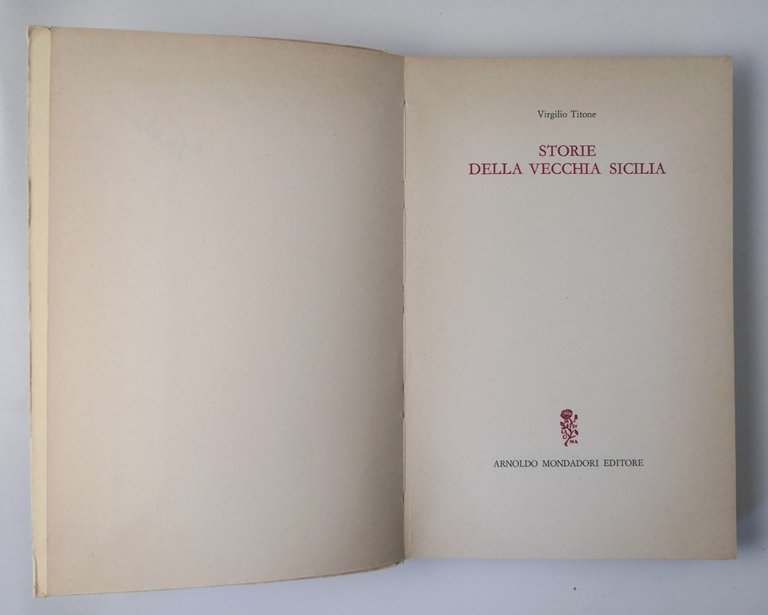 Virgilio Titone
STORIE
DELLA VECCHIA SICILIA
ARNOLDO MONDADORI EDITORE